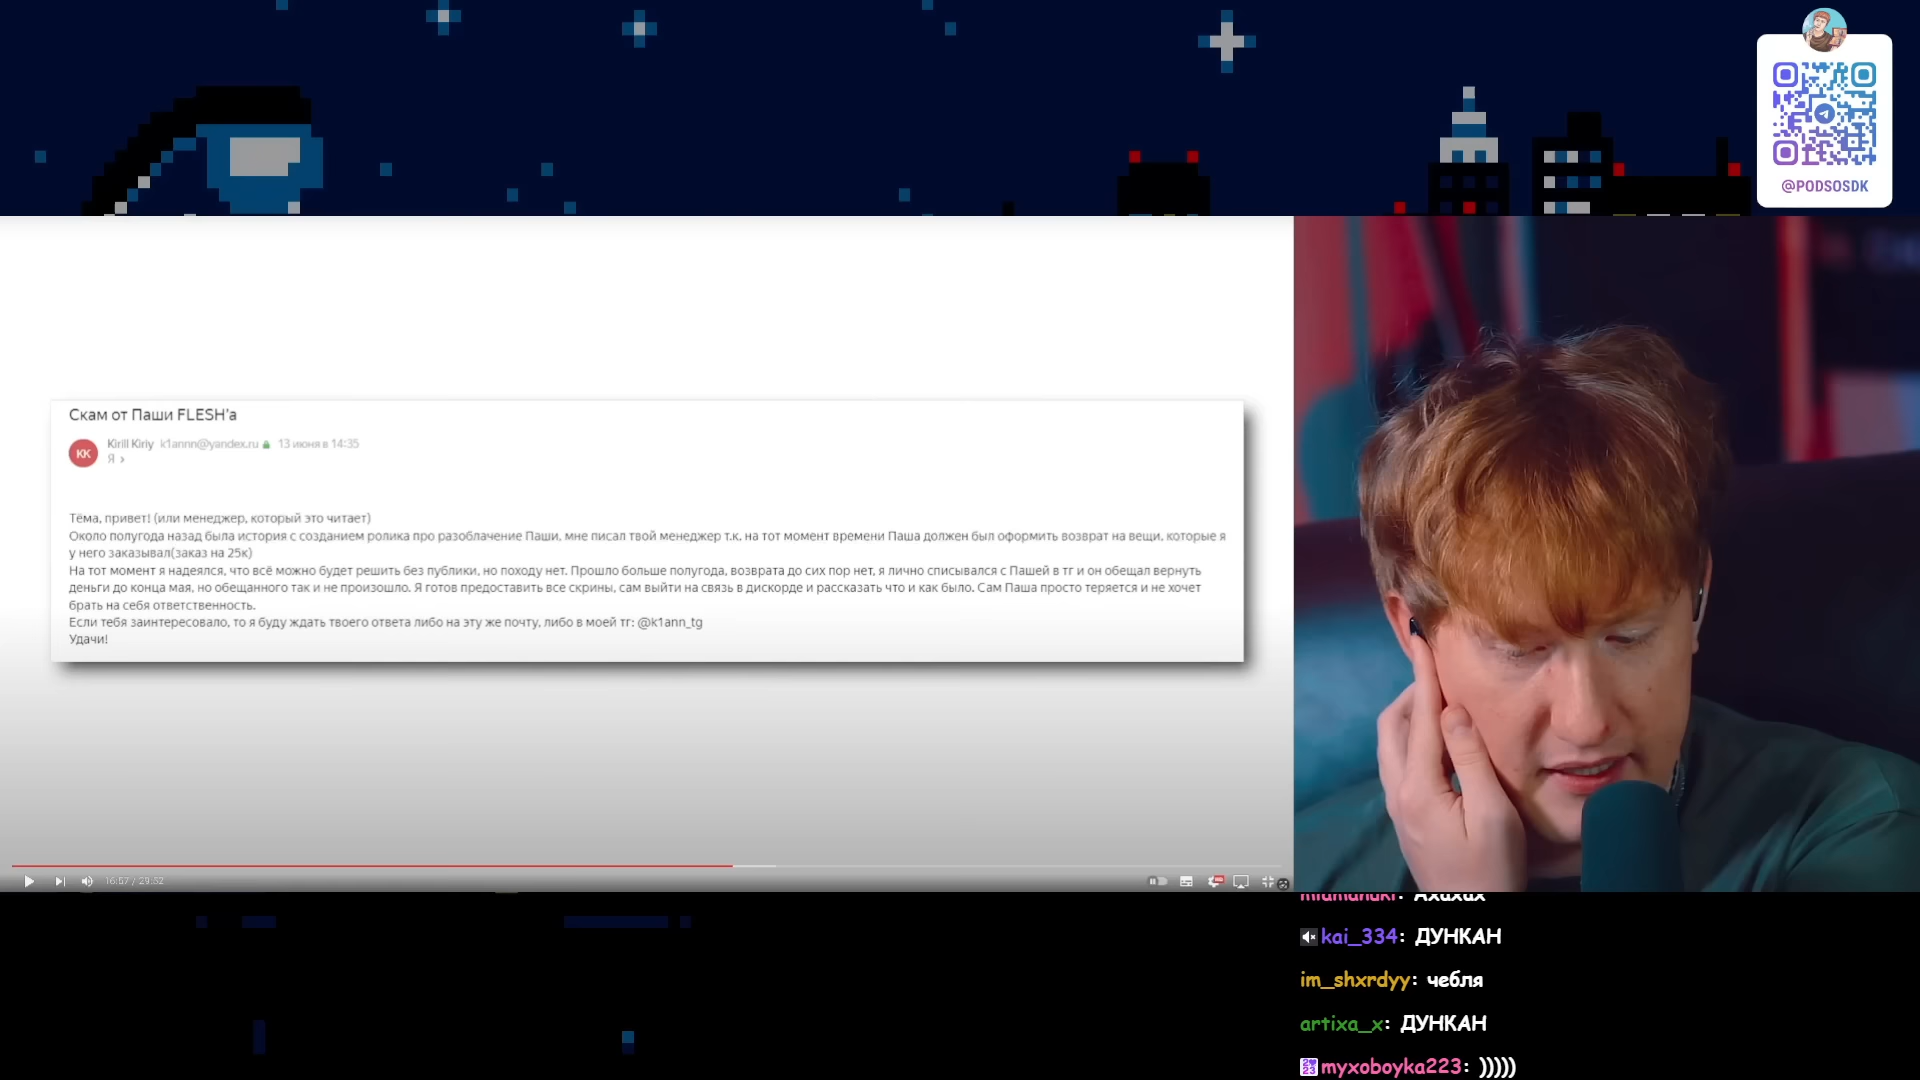 @PODSOSDK
Скам от Паши FLESH'а
КК
Kirill Kiriy k1annn@yandex.ru 13 июня в 14:35
Я ›
Тёма, привет! (или менеджер, который это читает)
Около полугода назад была история с созданием ролика про разоблачение Паши, мне писал твой менеджер т.к. на тот момент времени Паша должен был оформить возврат на вещи, которые я
у него заказывал(заказ на 25к)
На тот момент я надеялся, что всё можно будет решить без публики, но походу нет. Прошло больше полугода, возврата до сих пор нет, я лично списывался с Пашей в тг и он обещал вернуть
деньги до конца мая, но обещанного так и не произошло. Я готов предоставить все скрины, сам выйти на связь в дискорде и рассказать что и как было. Сам Паша просто теряется и не хочет
брать на себя ответственность.
Если тебя заинтересовало, то я буду ждать твоего ответа либо на эту же почту, либо в моей тг: @k1ann_tg
Удачи!
16:57 / 29:32
miamanuki: Ахахах
kai_334: ДУНКАН
im_shxrdyy: чебля
artixa_x: ДУНКАН
myxoboyka223: )))))